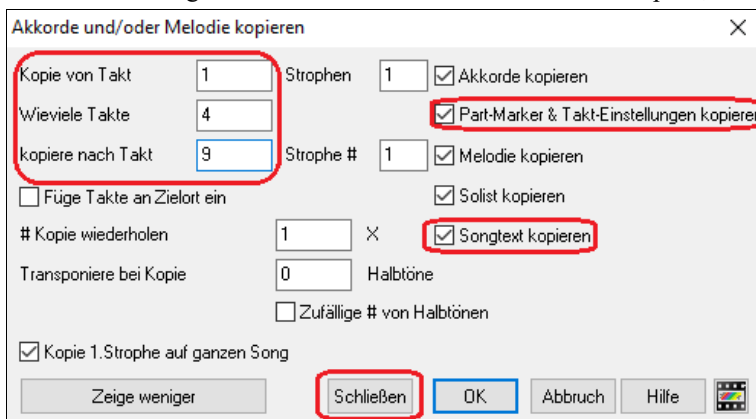 Akkorde und/oder Melodie kopieren
Kopie von Takt 1 Strophen 1 Akkorde kopieren
Wieviele Takte 4 Part-Marker & Takt-Einstellungen kopieren
kopiere nach Takt 9 Strophe # 1 Melodie kopieren
Füge Takte an Zielort ein Solist kopieren
# Kopie wiederholen 1 X Songtext kopieren
Transponiere bei Kopie 0 Halbtöne
Zufällige # von Halbtönen
Kopie 1.Strophe auf ganzen Song
Zeige weniger Schließen OK Abbruch Hilfe